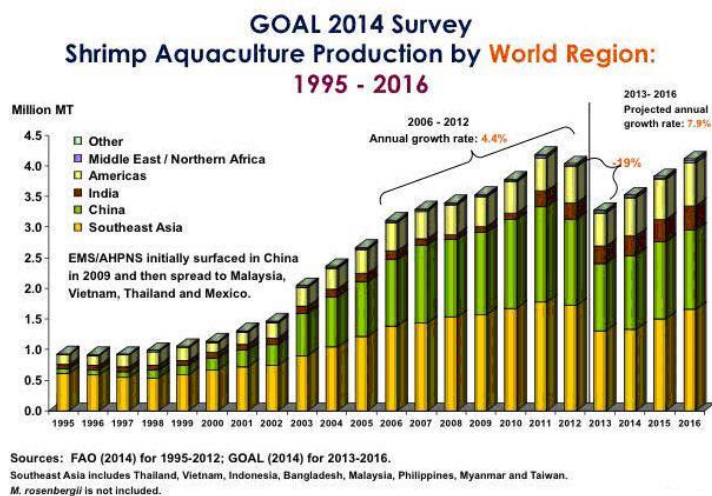 GOAL 2014 Survey
Shrimp Aquaculture Production by World Region:
1995 - 2016
Million MT
2013- 2016
Projected annual
growth rate: 7.9%
2006 - 2012
Annual growth rate: 4.4%
-19%
4.5
4.0
3.5
3.0
2.5
2.0
1.5
1.0
0.5
0.0
Other
Middle East / Northern Africa
Americas
India
China
Southeast Asia
EMS/AHPNS initially surfaced in China
in 2009 and then spread to Malaysia,
Vietnam, Thailand and Mexico.
1995 1996 1997 1998 1999 2000 2001 2002 2003 2004 2005 2006 2007 2008 2009 2010 2011 2012 2013 2014 2015 2016
Sources: FAO (2014) for 1995-2012; GOAL (2014) for 2013-2016.
Southeast Asia includes Thailand, Vietnam, Indonesia, Bangladesh, Malaysia, Philippines, Myanmar and Taiwan.
M. rosenbergii is not included.